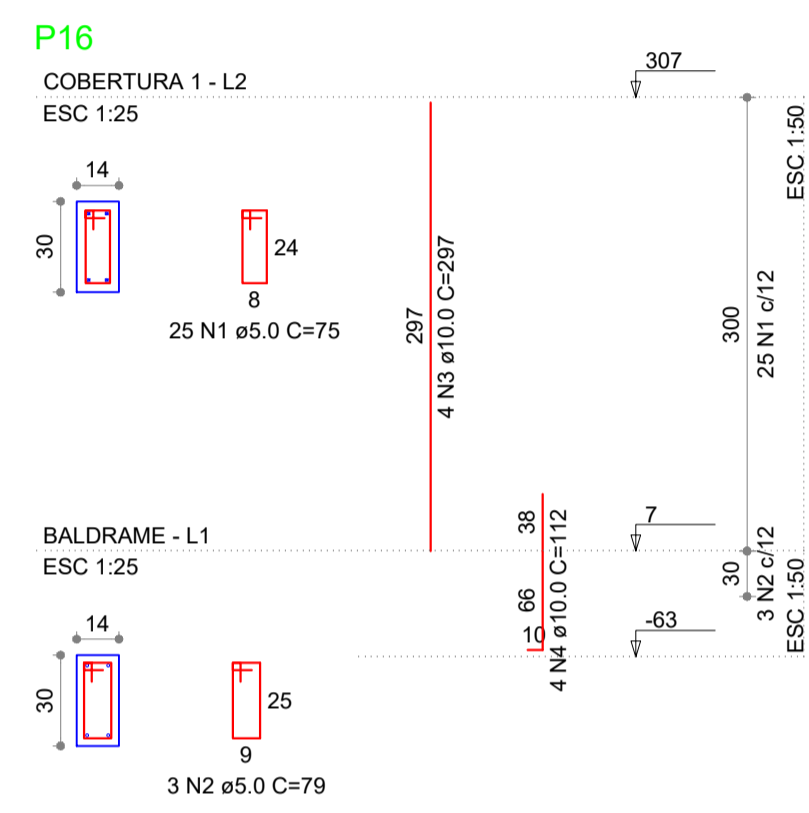 P16
COBERTURA 1 - L2
ESC 1:25
307
ESC 1:50
14
30
24
8
25 N1 ø5.0 C=75
297
4 N3 ø10.0 C=297
300
25 N1 c/12
BALDRAME - L1
ESC 1:25
38
66
10
4 N4 ø10.0 C=112
7
30
3 N2 c/12
ESC 1:50
-63
14
30
25
9
3 N2 ø5.0 C=79